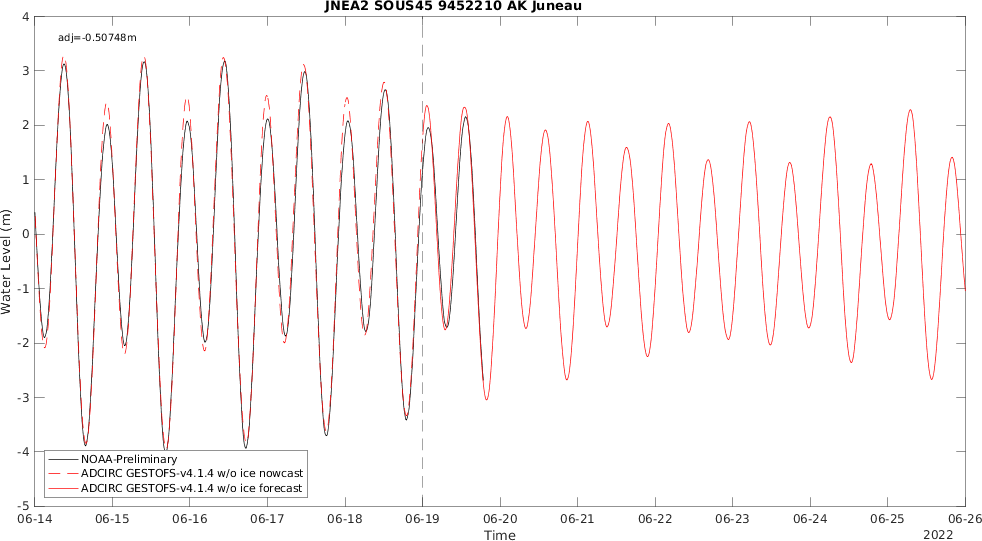 JNEA2 SOUS45 9452210 AK Juneau
adj=-0.50748m
4
3
2
1
0
-1
-2
-3
-4
-5
Water Level (m)
NOAA-Preliminary
ADCIRC GESTOFS-v4.1.4 w/o ice nowcast
ADCIRC GESTOFS-v4.1.4 w/o ice forecast
06-14 06-15 06-16 06-17 06-18 06-19 06-20 06-21 06-22 06-23 06-24 06-25 06-26
Time
2022